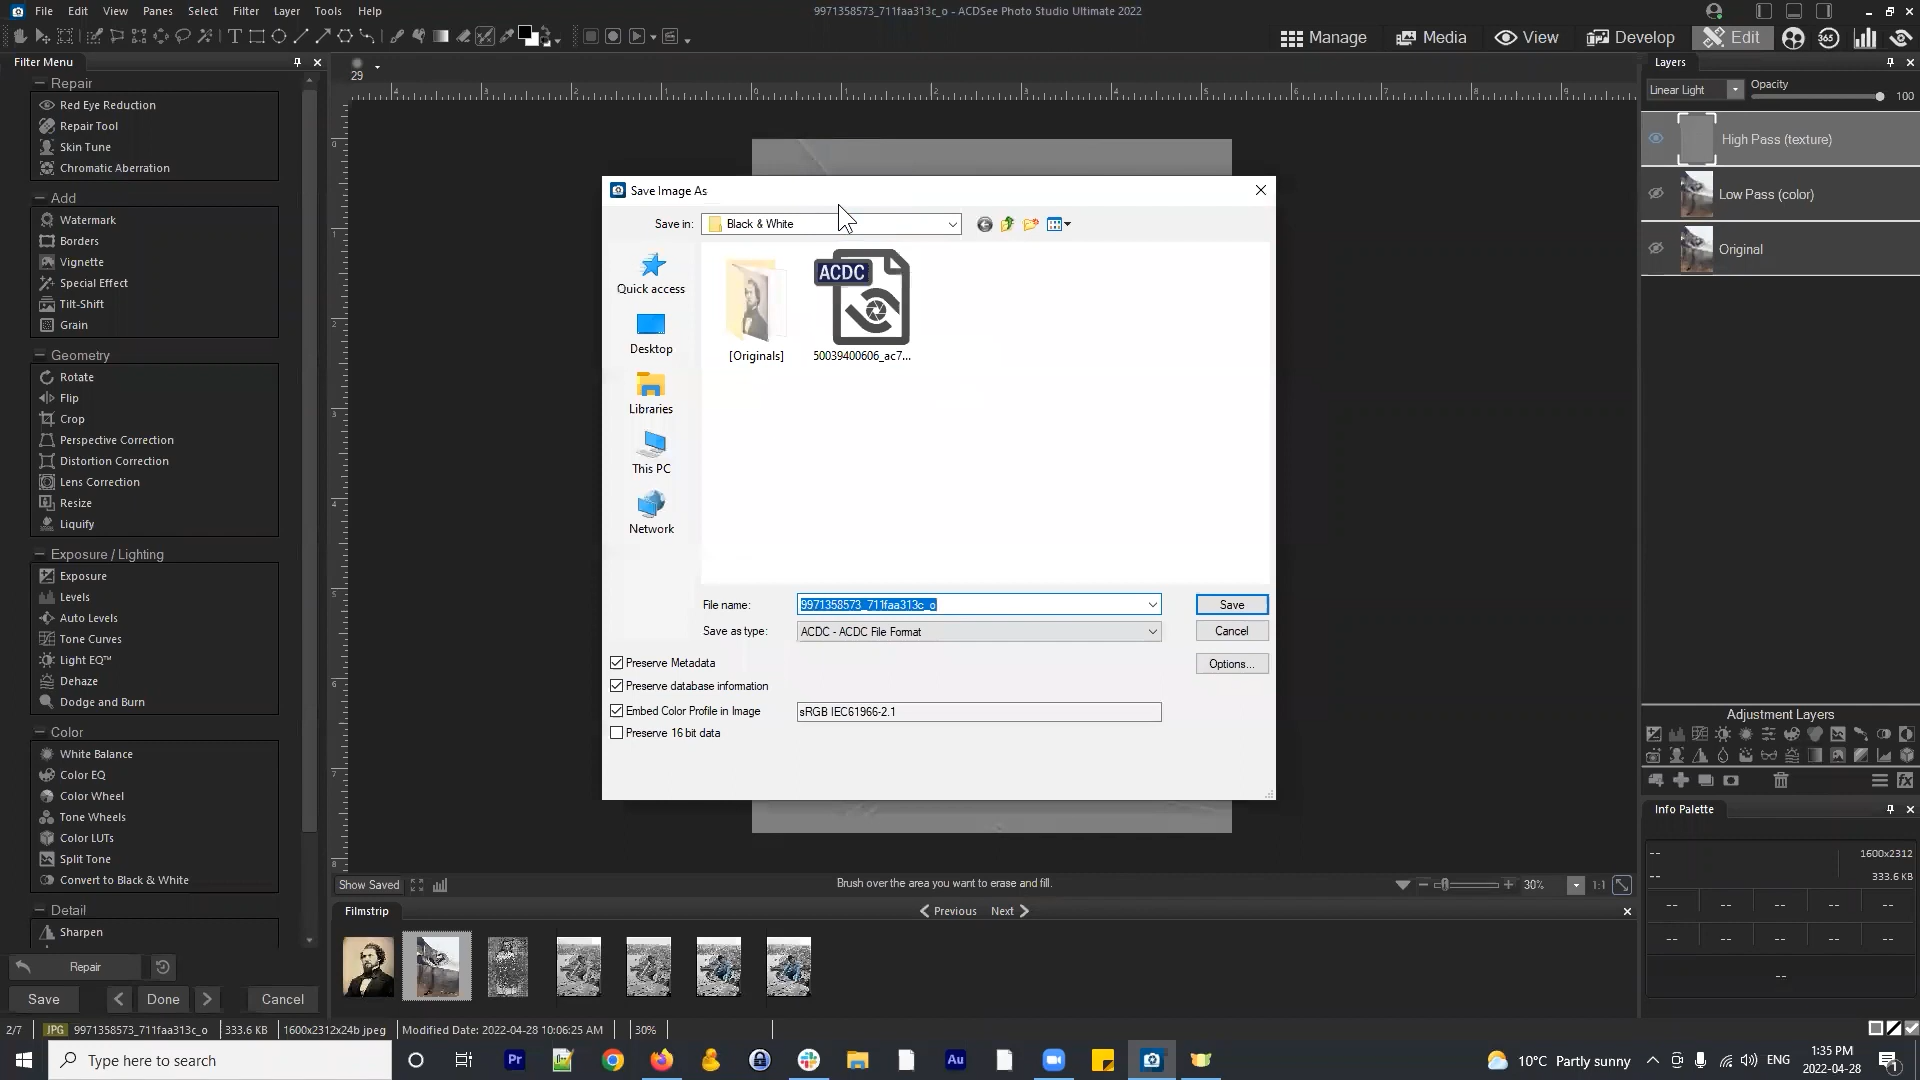 File Edit View Panes Select Filter Image Layer Tools Help
9971358573_711faa313c_o - ACDSee Photo Studio Ultimate 2022
Manage Media View Develop Edit 365
Filter Menu
Repair
Red Eye Reduction
Repair Tool
Skin Tune
Chromatic Aberration
Add
Watermark
Borders
Vignette
Special Effect
Tilt-Shift
Grain
Geometry
Rotate
Flip
Crop
Perspective Correction
Distortion Correction
Lens Correction
Resize
Liquify
Exposure / Lighting
Exposure
Levels
Auto Levels
Tone Curves
Light EQ™
Dehaze
Dodge and Burn
Color
White Balance
Color EQ
Color Wheel
Tone Wheels
Color LUTs
Split Tone
Convert to Black & White
Detail
Sharpen
Repair
Save Done Cancel
29
Save Image As
Save in: Black & White
Quick access
Desktop
Libraries
This PC
Network
ACDC
[Originals] 50039400606_ac7...
File name: 9971358573_711faa313c_o Save
Save as type: ACDC - ACDC File Format Cancel
Preserve Metadata Options...
Preserve database information
Embed Color Profile in Image sRGB IEC61966-2.1
Preserve 16 bit data
Show Saved Brush over the area you want to erase and fill. 30% 1:1
Filmstrip Previous Next
Layers
Linear Light Opacity 100
High Pass (texture)
Low Pass (color)
Original
Adjustment Layers
Info Palette
-- 1600x2312
-- 333.6 KB
-- -- -- -- --
-- -- -- -- --
--
2/7 JPG 9971358573_711faa313c_o 333.6 KB 1600x2312x24b jpeg Modified Date: 2022-04-28 10:06:25 AM 30%
Type here to search Pr Au 10°C Partly sunny ENG 1:35 PM
2022-04-28 1